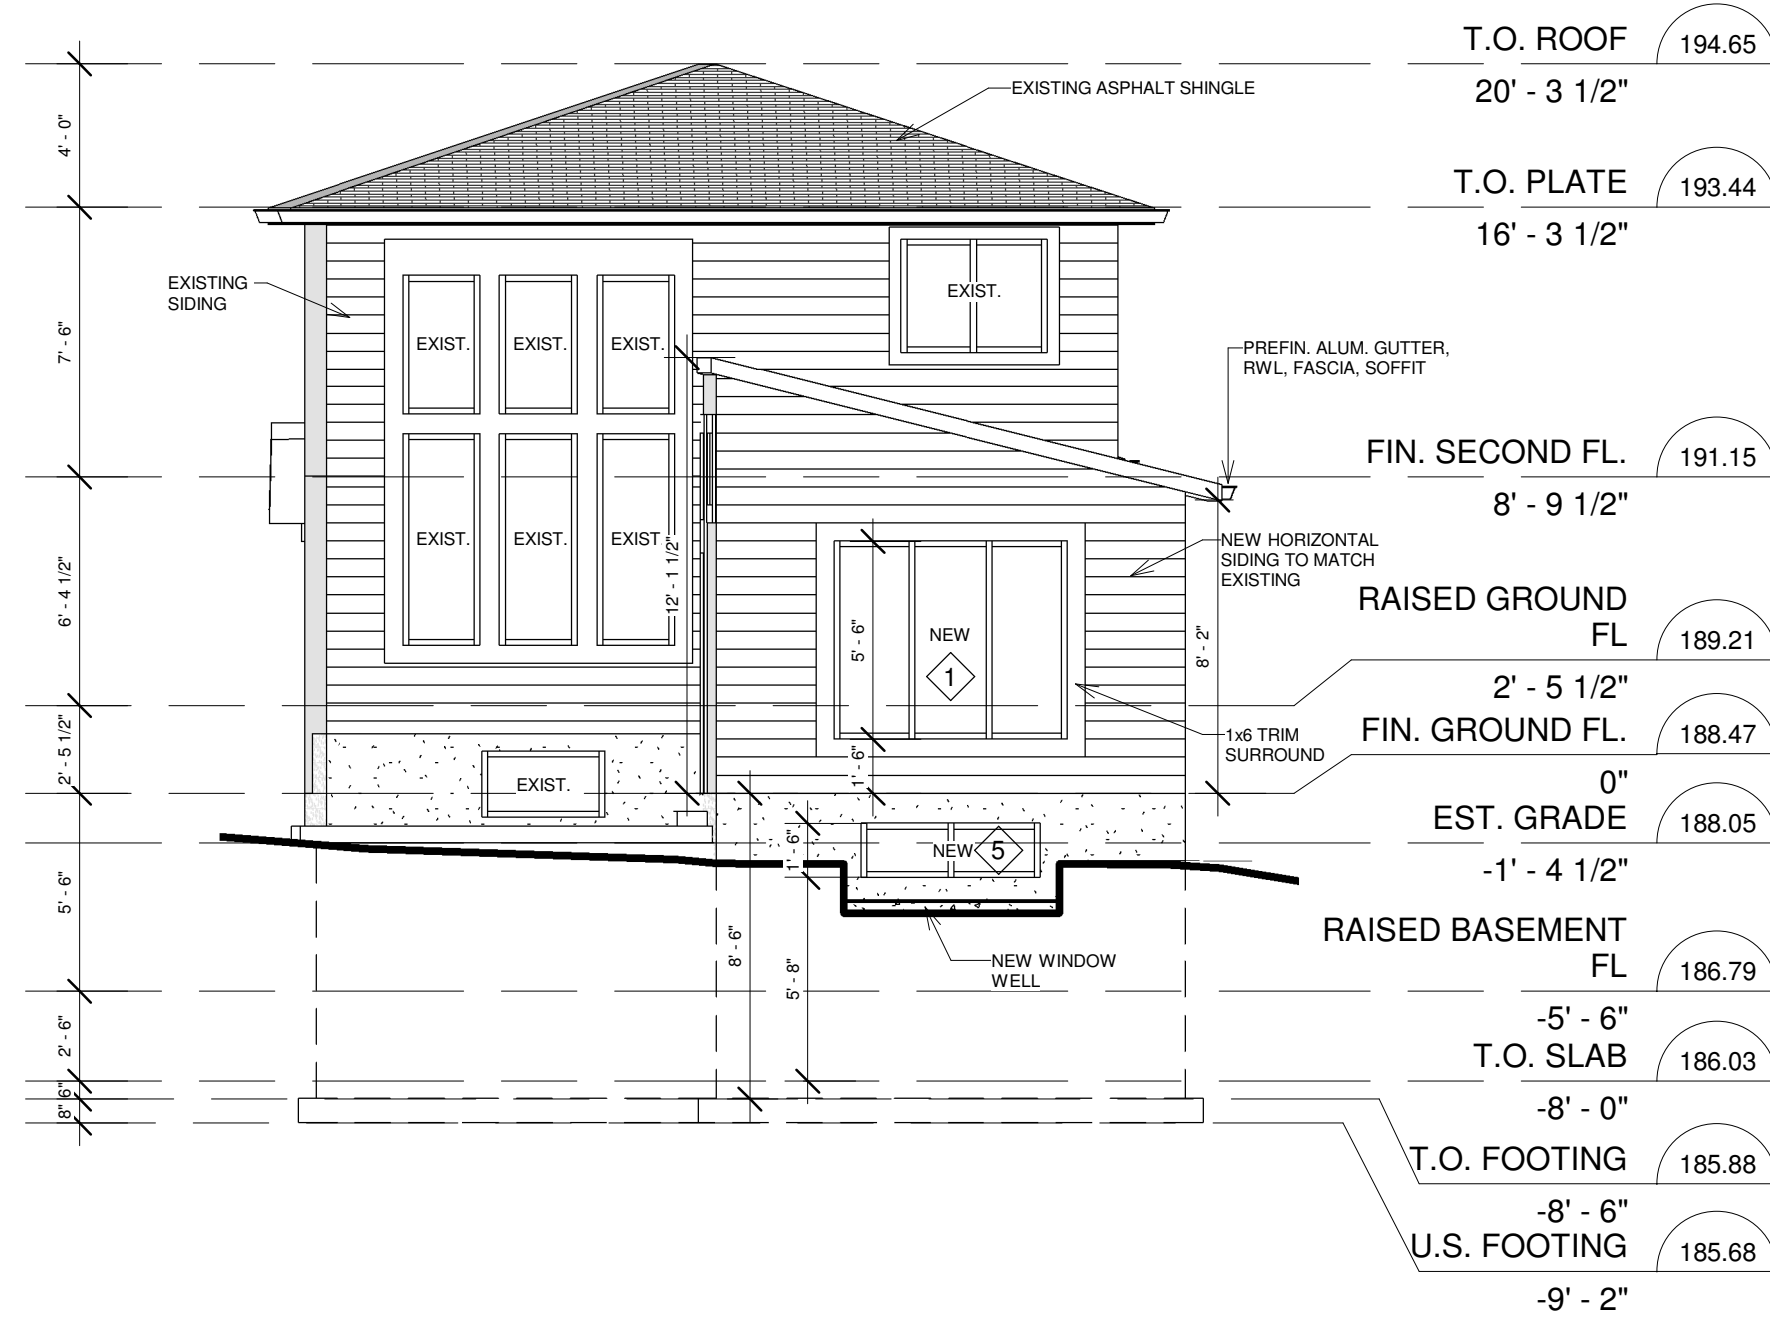 T.O. ROOF 194.65
20' - 3 1/2"
EXISTING ASPHALT SHINGLE
4' - 0"
T.O. PLATE 193.44
16' - 3 1/2"
EXISTING
SIDING
EXIST.
EXIST. EXIST. EXIST.
7' - 6"
PREFIN. ALUM. GUTTER,
RWL, FASCIA, SOFFIT
FIN. SECOND FL. 191.15
8' - 9 1/2"
EXIST. EXIST. EXIST.
12' - 1 1/2"
NEW HORIZONTAL
SIDING TO MATCH
EXISTING
6' - 4 1/2"
5' - 6"
NEW
1
8' - 2"
RAISED GROUND
FL 189.21
2' - 5 1/2"
1x6 TRIM
SURROUND
FIN. GROUND FL. 188.47
0"
2' - 5 1/2"
EXIST.
1' - 6"
EST. GRADE 188.05
-1' - 4 1/2"
1' - 6"
NEW 5
5' - 6"
8' - 6"
5' - 8"
NEW WINDOW
WELL
RAISED BASEMENT
FL 186.79
-5' - 6"
2' - 6"
T.O. SLAB 186.03
-8' - 0"
6"
8"
T.O. FOOTING 185.88
-8' - 6"
U.S. FOOTING 185.68
-9' - 2"